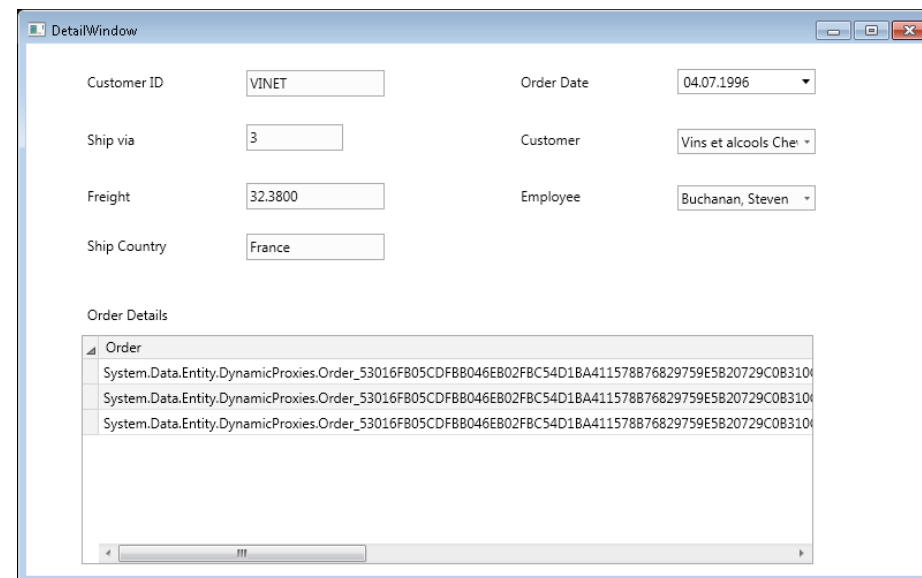 DetailWindow
Customer ID VINET Order Date 04.07.1996
Ship via 3 Customer Vins et alcools Che
Freight 32.3800 Employee Buchanan, Steven
Ship Country France
Order Details
Order
System.Data.Entity.DynamicProxies.Order_53016FB05CDFBB046EB02FBC54D1BA411578B76829759E5B20729C0B310
System.Data.Entity.DynamicProxies.Order_53016FB05CDFBB046EB02FBC54D1BA411578B76829759E5B20729C0B310
System.Data.Entity.DynamicProxies.Order_53016FB05CDFBB046EB02FBC54D1BA411578B76829759E5B20729C0B310